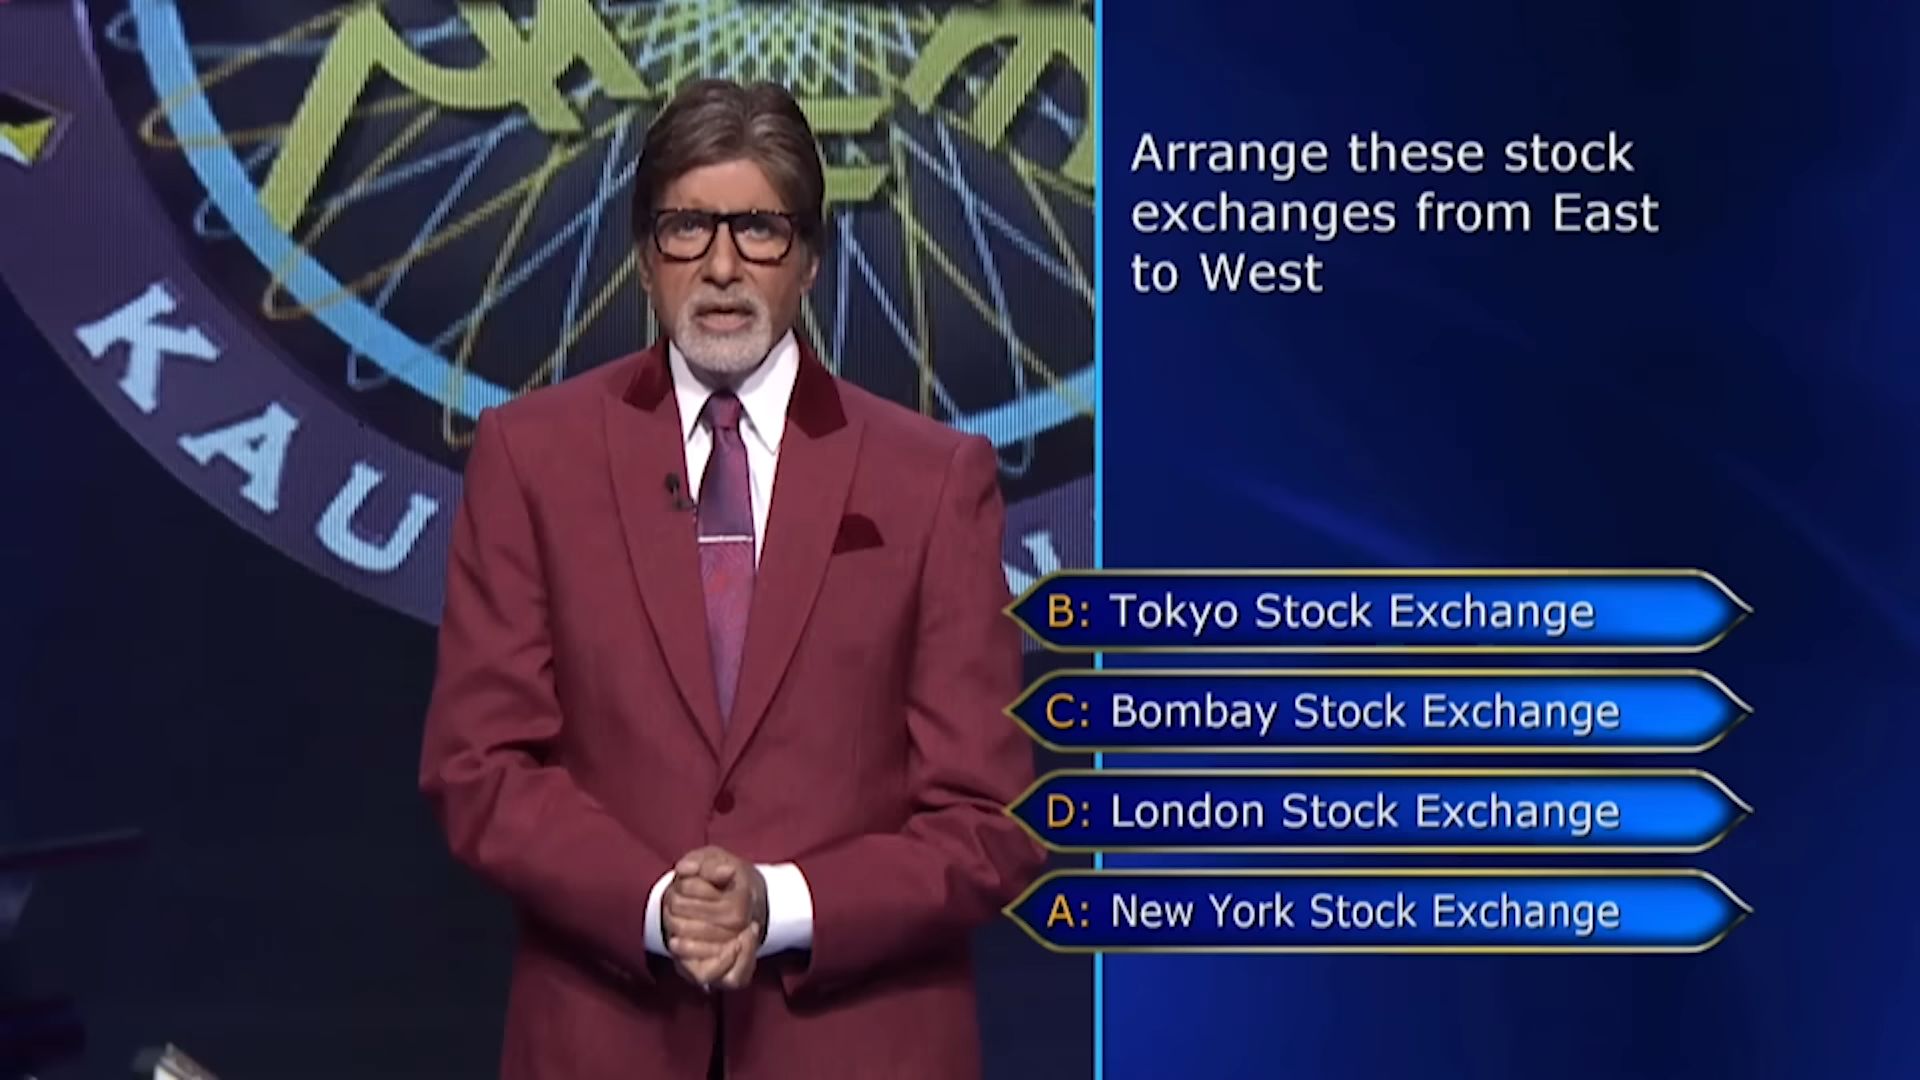 KAU
Arrange these stock
exchanges from East
to West
B: Tokyo Stock Exchange
C: Bombay Stock Exchange
D: London Stock Exchange
A: New York Stock Exchange